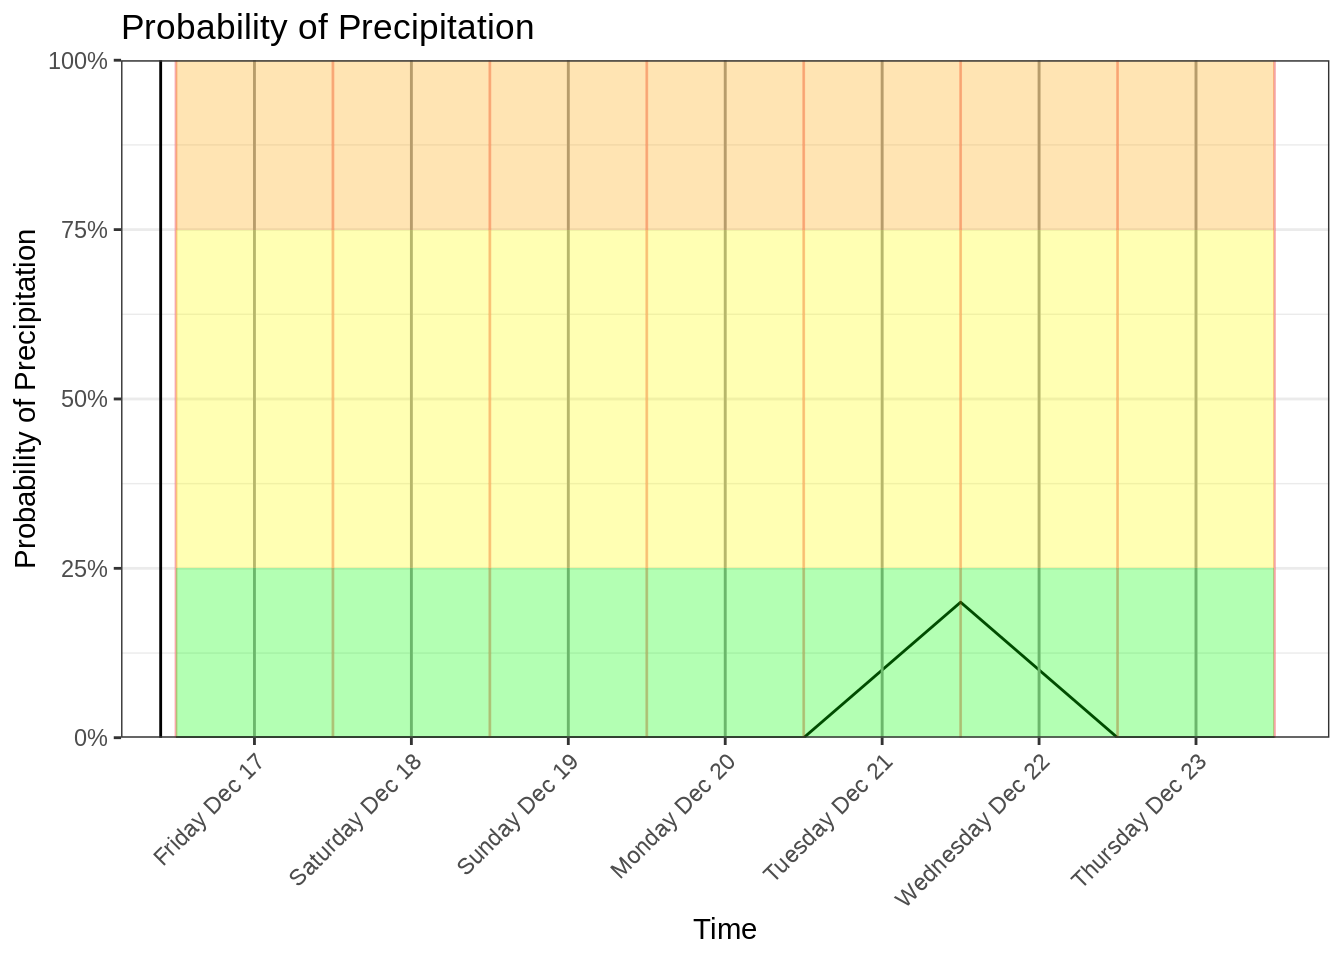 Probability of Precipitation
Probability of Precipitation
100%
75%
50%
25%
0%
Friday Dec 17
Saturday Dec 18
Sunday Dec 19
Monday Dec 20
Tuesday Dec 21
Wednesday Dec 22
Thursday Dec 23
Time